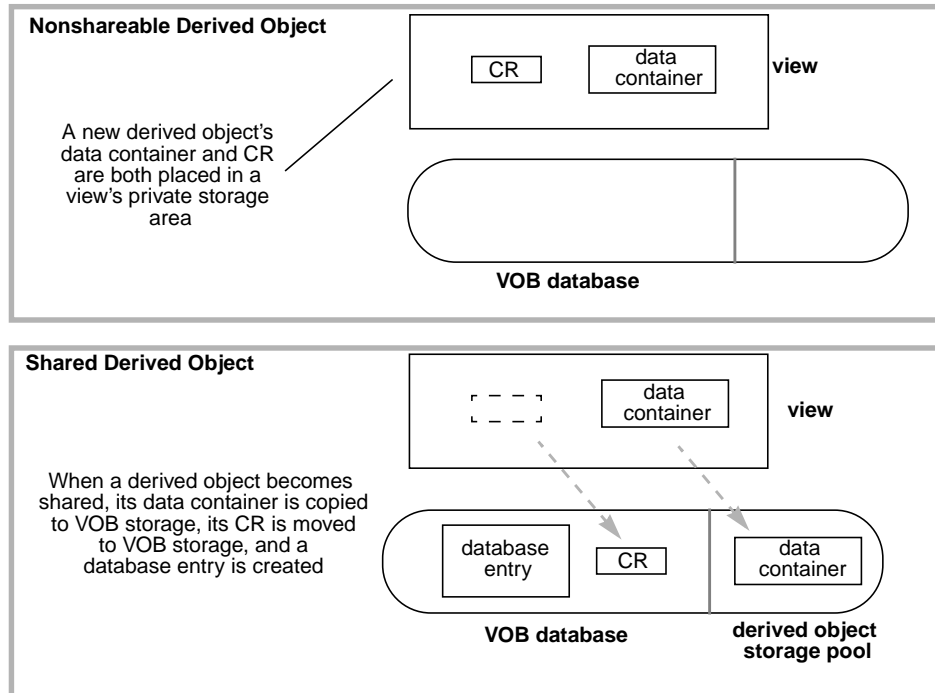 Nonshareable Derived Object
CR
data
container
view
A new derived object's
data container and CR
are both placed in a
view's private storage
area
VOB database
Shared Derived Object
data
container
view
When a derived object becomes
shared, its data container is copied
to VOB storage, its CR is moved
to VOB storage, and a
database entry is created
database
entry
CR
data
container
VOB database
derived object
storage pool